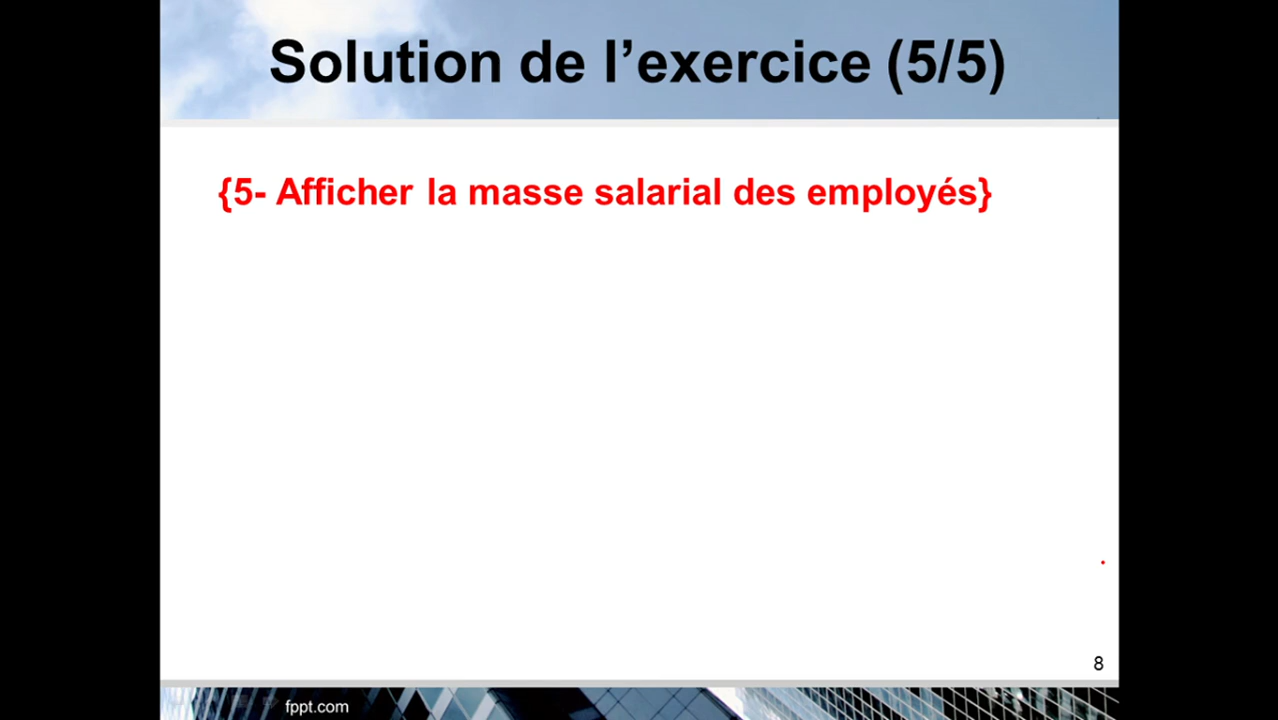 Solution de l’exercice (5/5)
{5- Afficher la masse salarial des employés}
8
fppt.com